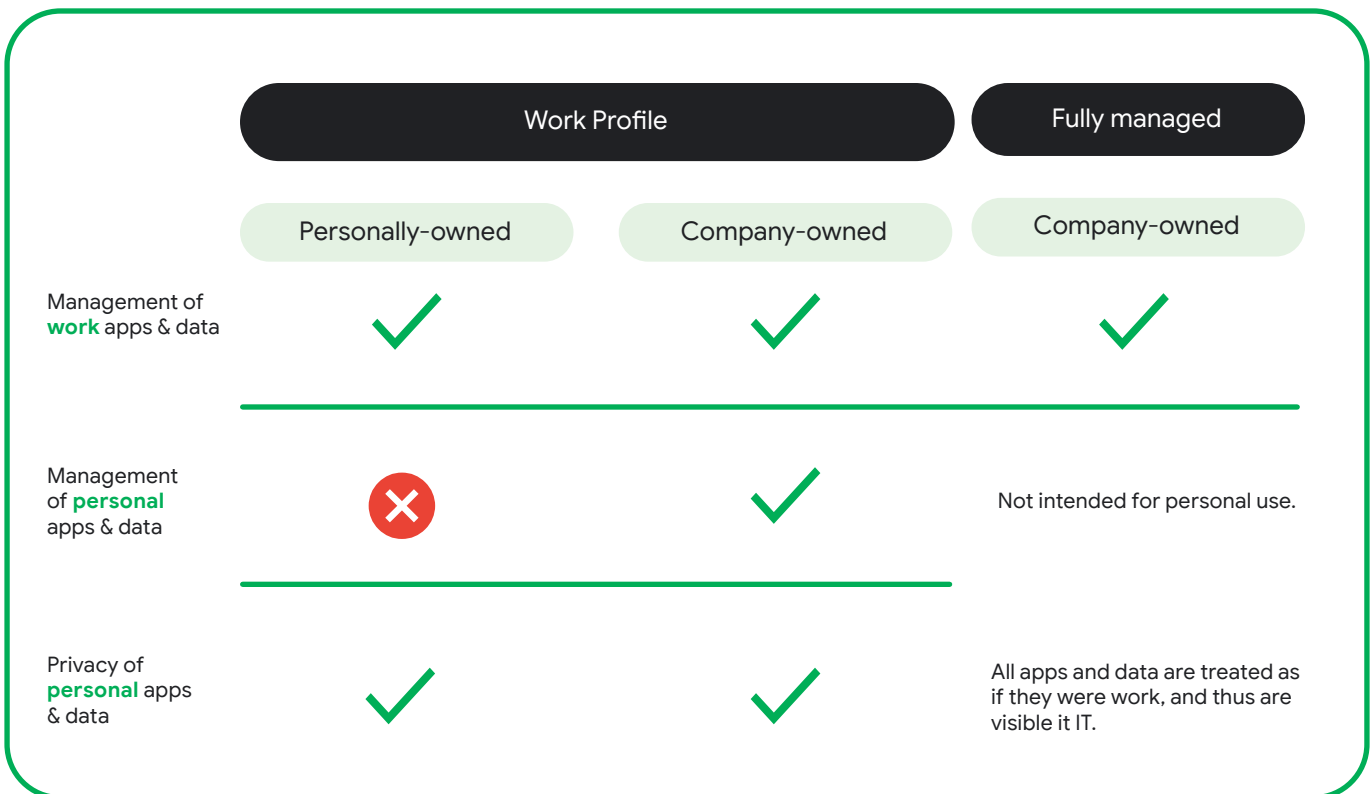 Work Profile
Fully managed
Personally-owned
Company-owned
Company-owned
Management of
work apps & data
Management
of personal
apps & data
Not intended for personal use.
Privacy of
personal apps
& data
All apps and data are treated as
if they were work, and thus are
visible it IT.